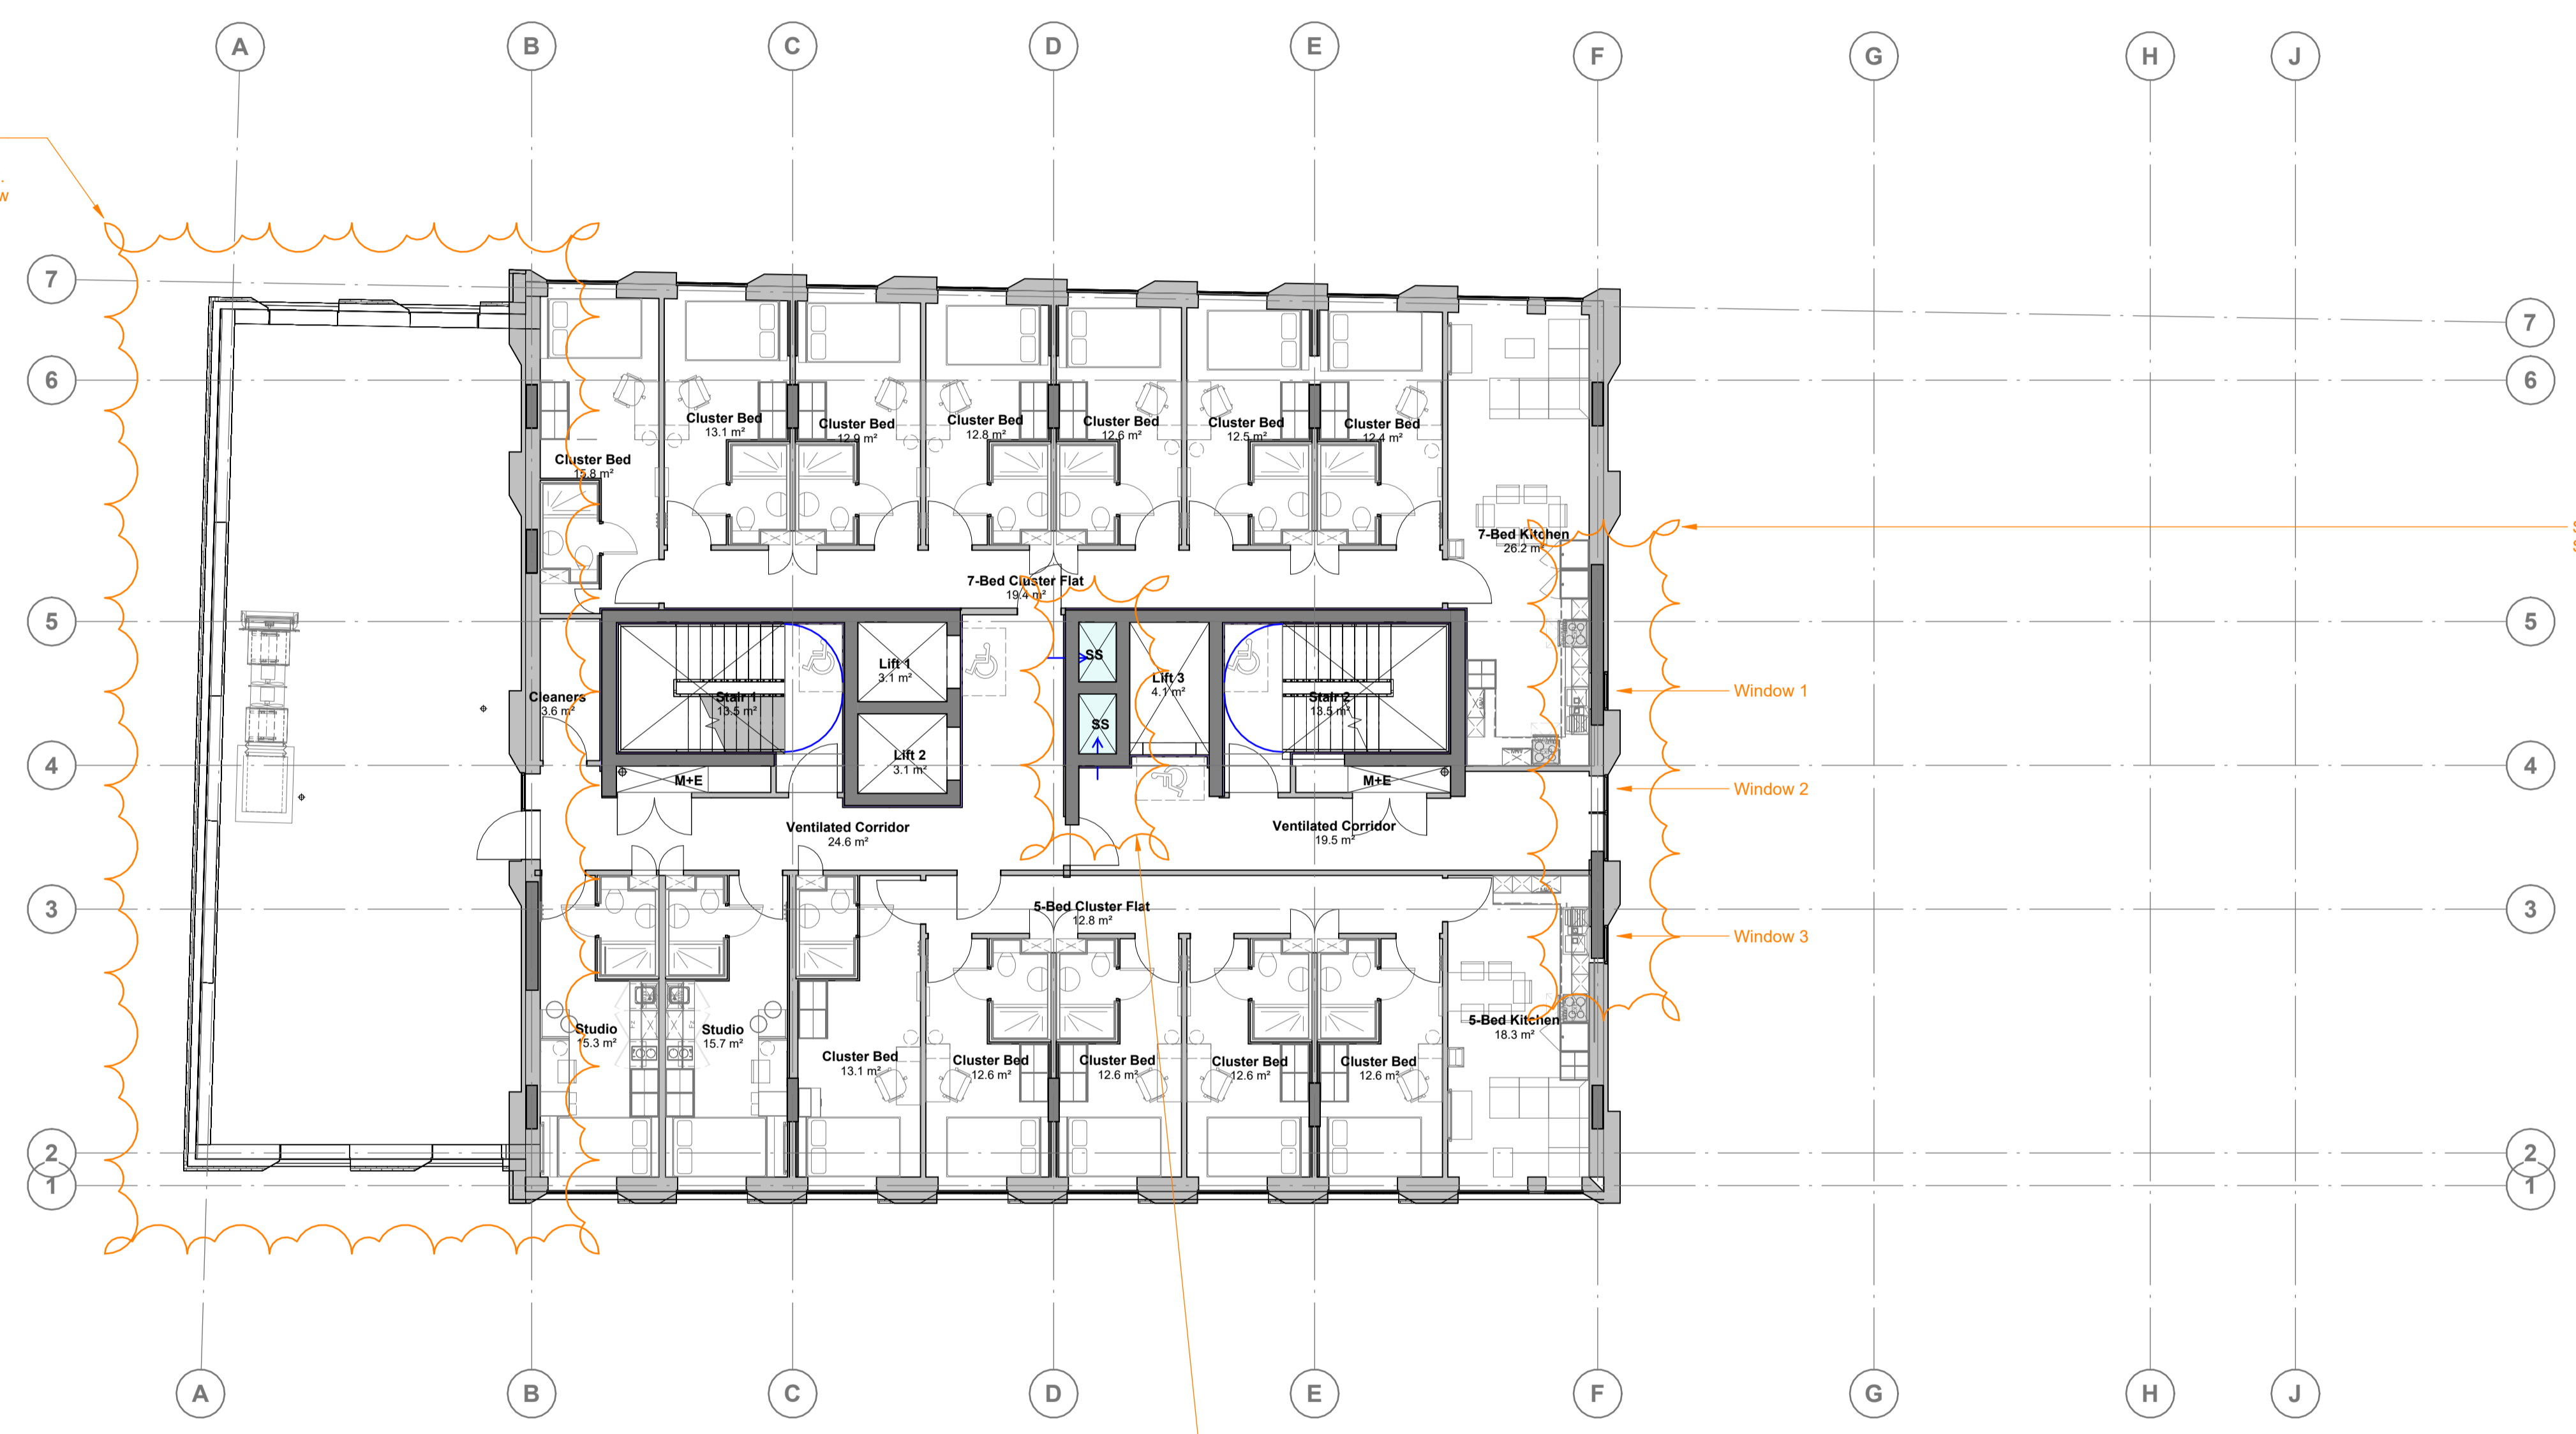 A
B
C
D
E
F
G
H
J
w
7
7
6
6
Cluster Bed
13.1 m²
Cluster Bed
12.9 m²
Cluster Bed
12.8 m²
Cluster Bed
12.6 m²
Cluster Bed
12.5 m²
Cluster Bed
12.4 m²
Cluster Bed
15.8 m²
7-Bed Kitchen
26.2 m²
7-Bed Cluster Flat
19.4 m²
5
5
Lift 1
3.1 m²
SS
Lift 3
4.1 m²
Cleaners
3.6 m²
Stair 1
13.5 m²
Stair 2
13.5 m²
Window 1
SS
Lift 2
3.1 m²
4
4
M+E
M+E
Window 2
Ventilated Corridor
24.6 m²
Ventilated Corridor
19.5 m²
3
3
5-Bed Cluster Flat
12.8 m²
Window 3
Studio
15.3 m²
Studio
15.7 m²
5-Bed Kitchen
18.3 m²
Cluster Bed
13.1 m²
Cluster Bed
12.6 m²
Cluster Bed
12.6 m²
Cluster Bed
12.6 m²
Cluster Bed
12.6 m²
2
2
1
1
A
B
C
D
E
F
G
H
J